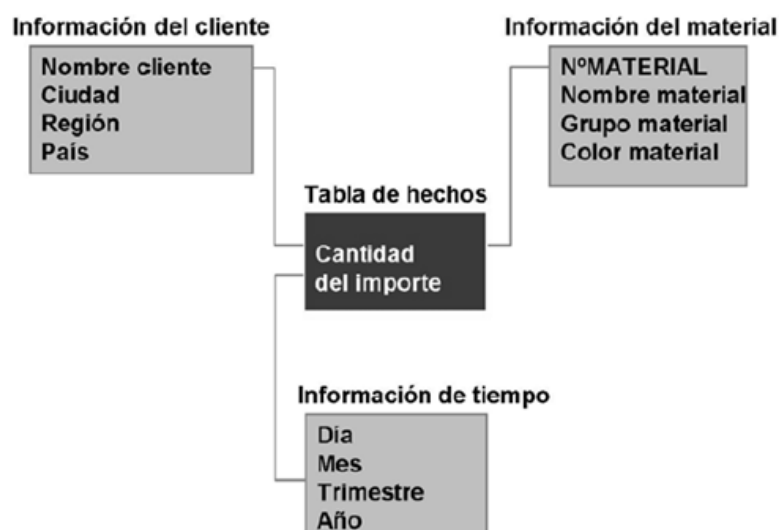 Información del cliente
Nombre cliente
Ciudad
Región
País
Información del material
NºMATERIAL
Nombre material
Grupo material
Color material
Tabla de hechos
Cantidad
del importe
Información de tiempo
Día
Mes
Trimestre
Año